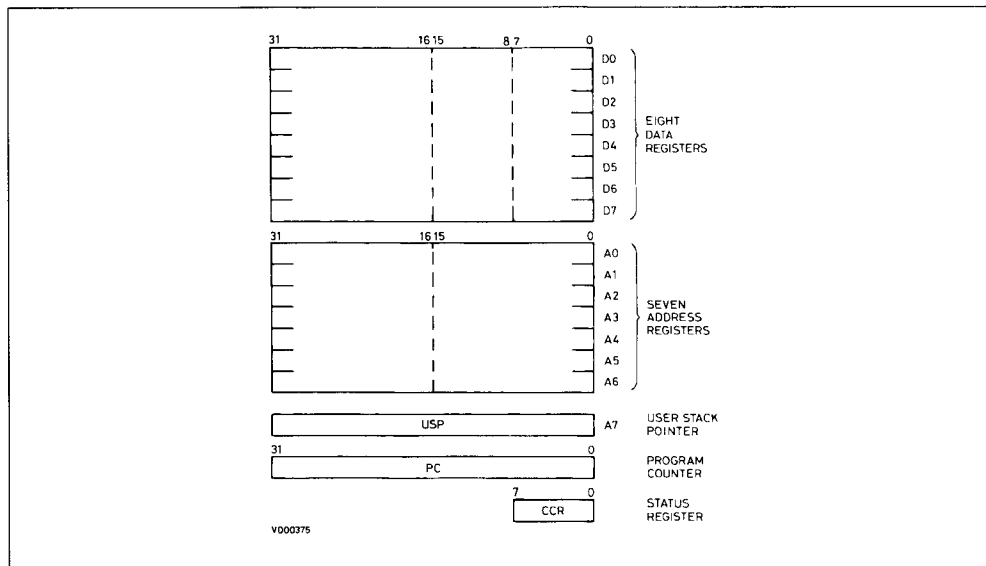 31 16 15 8 7 0
D0
D1
D2
D3
D4
D5
D6
D7
EIGHT
DATA
REGISTERS
31 16 15 0
A0
A1
A2
A3
A4
A5
A6
SEVEN
ADDRESS
REGISTERS
USP A7 USER STACK
POINTER
31 0
PC PROGRAM
COUNTER
7 0
CCR STATUS
REGISTER
V000375